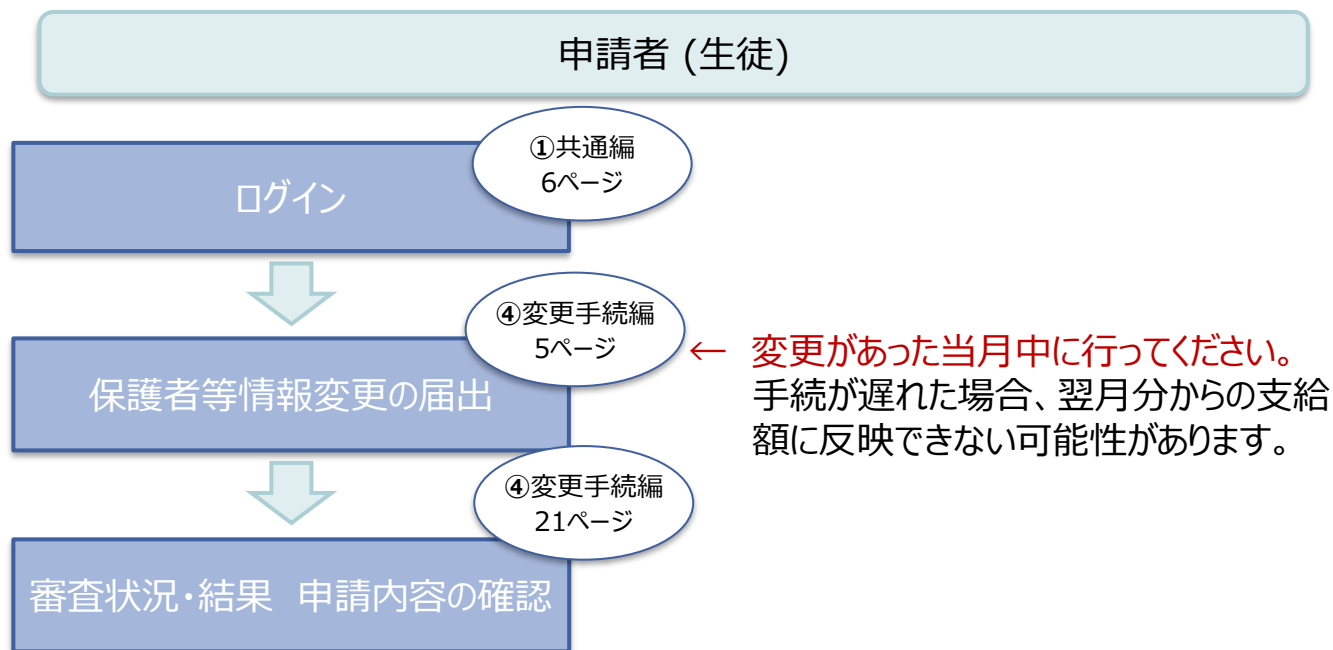 申請者 (生徒)
①共通編
6ページ
ログイン
④変更手続編
5ページ
← 変更があった当月中に行ってください。
手続が遅れた場合、翌月分からの支給
額に反映できない可能性があります。
保護者等情報変更の届出
④変更手続編
21ページ
審査状況・結果　申請内容の確認